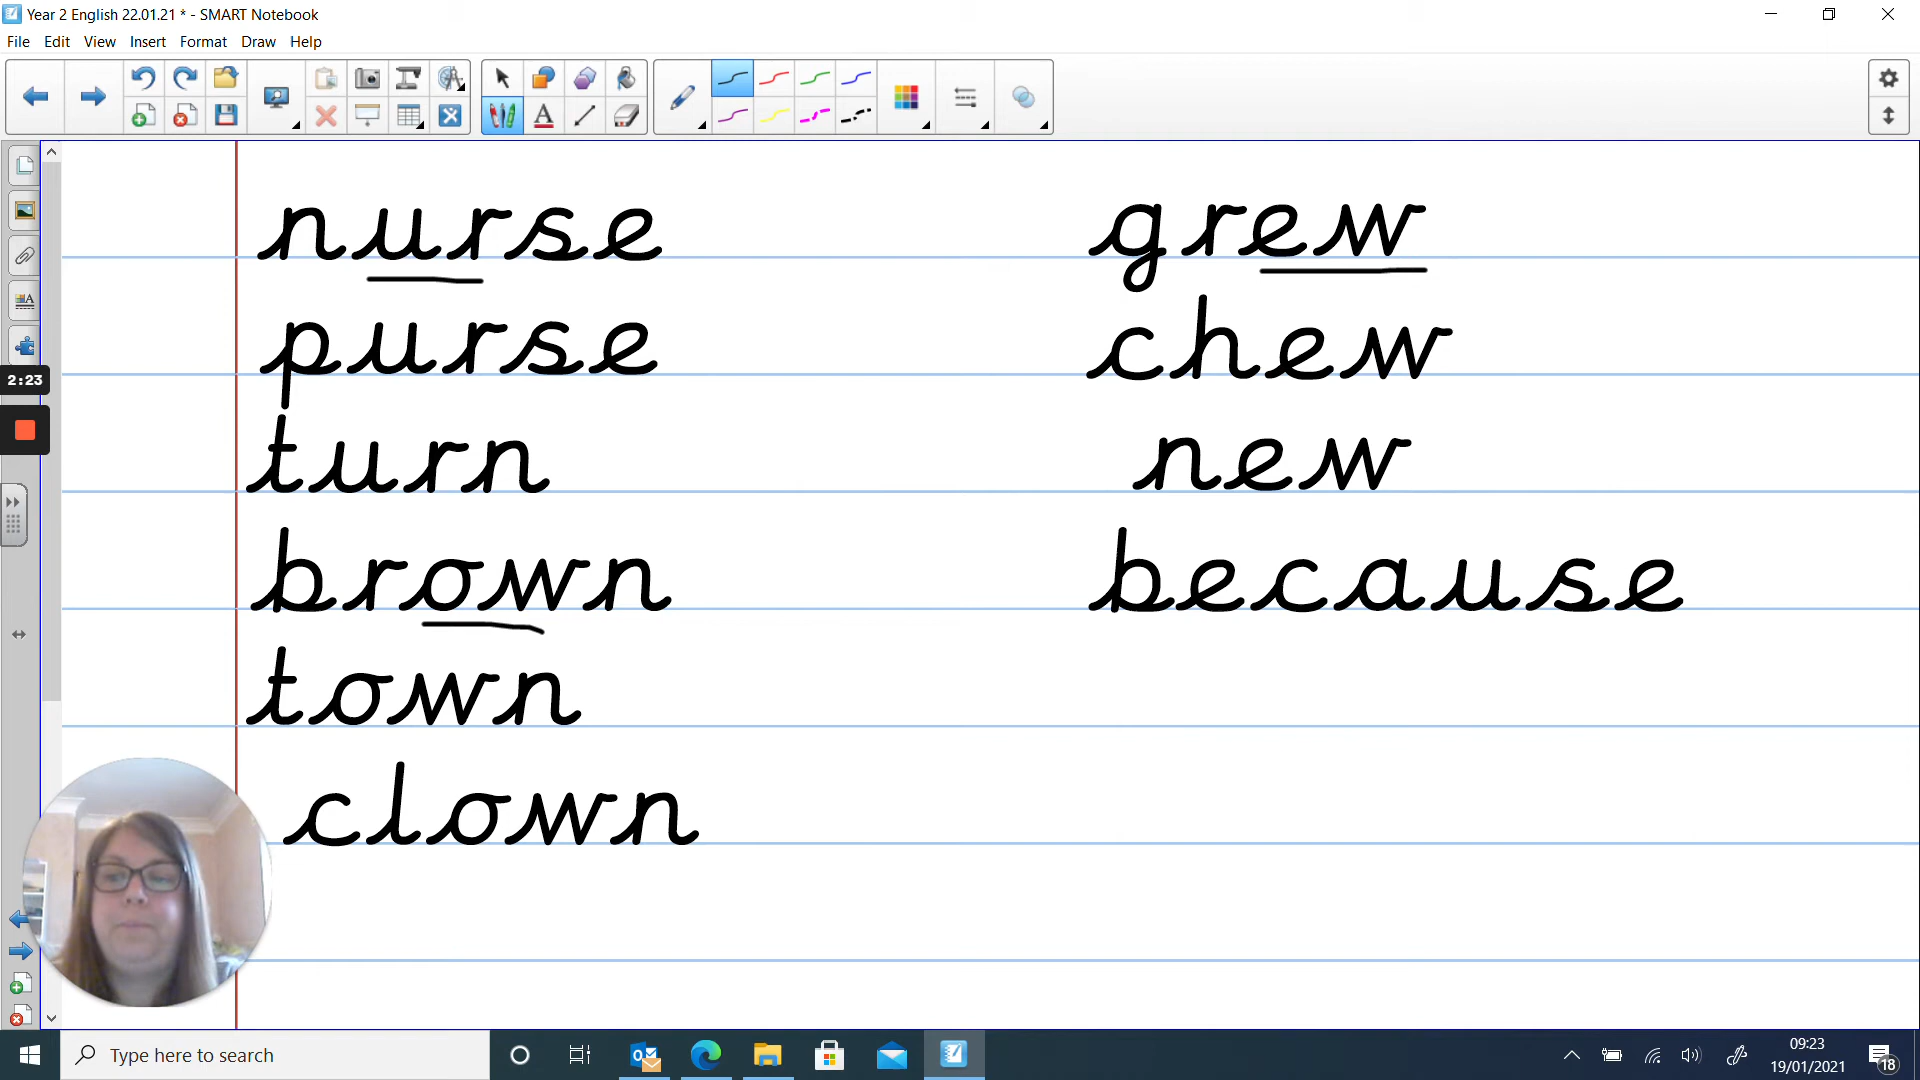 Year 2 English 22.01.21 * - SMART Notebook
File Edit View Insert Format Draw Help
nurse
purse
turn
brown
town
clown
grew
chew
new
because
2:23
Type here to search
09:23
19/01/2021
18